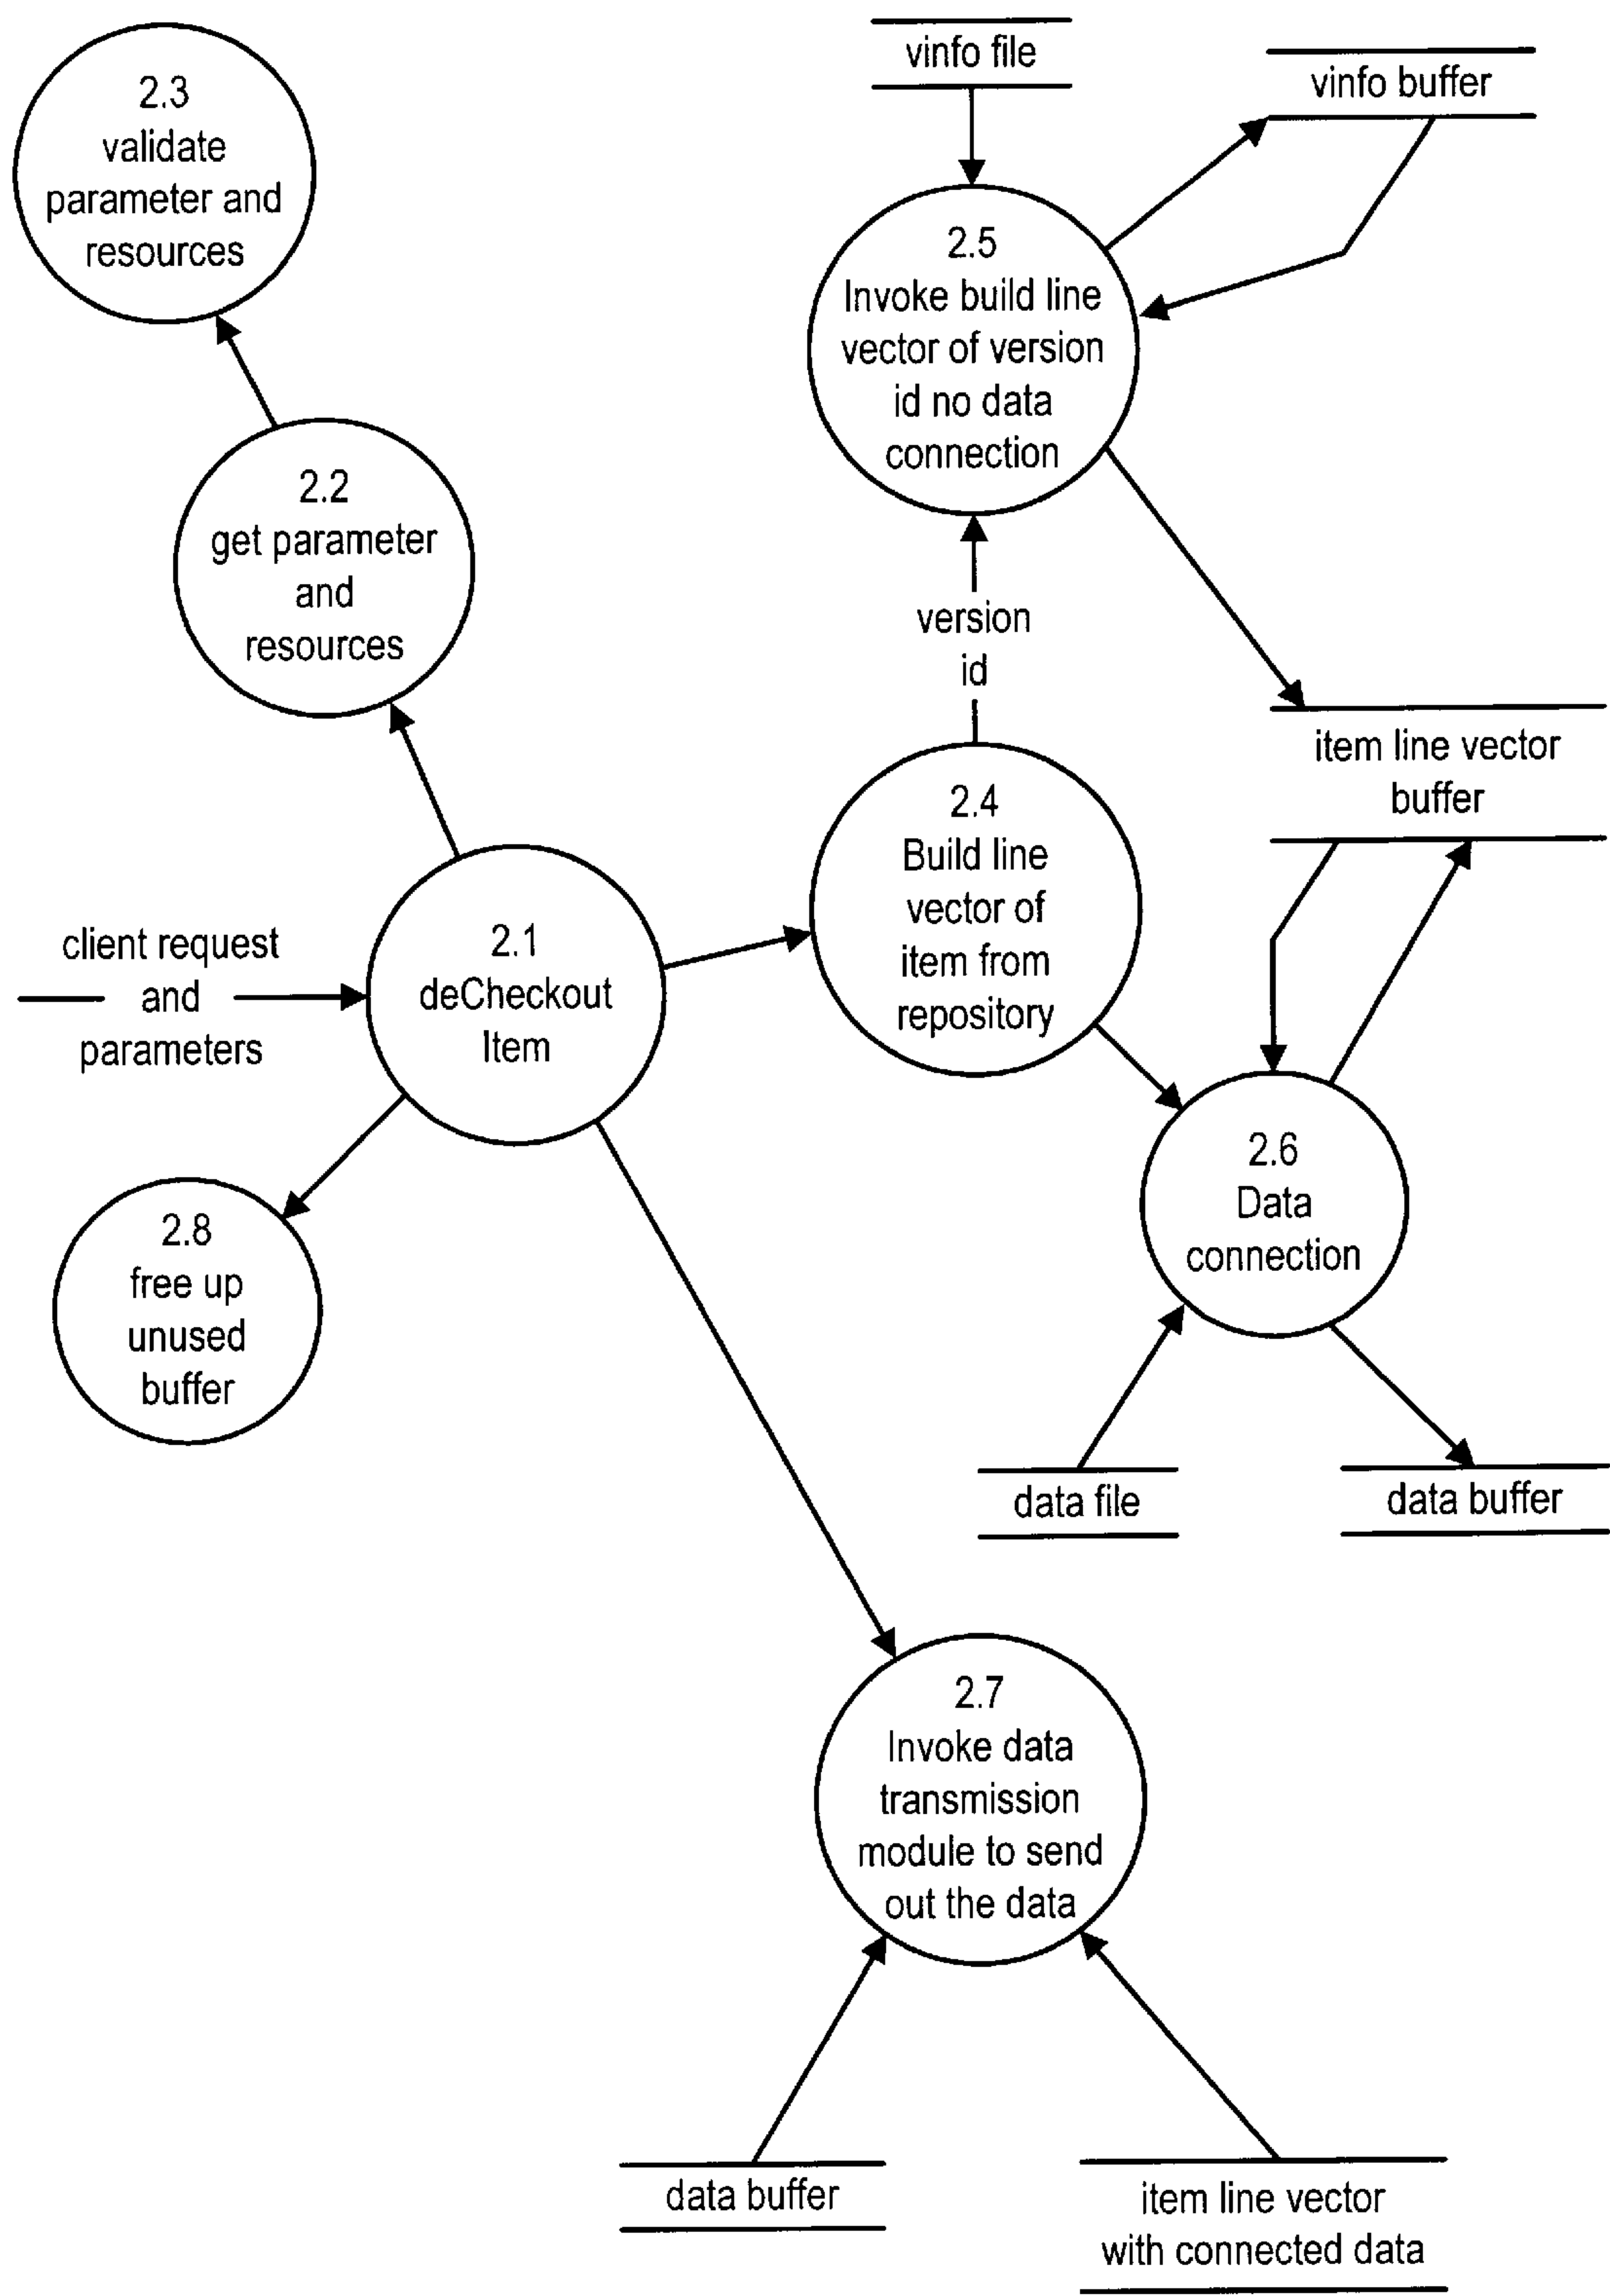 2.3
validate
parameter and
resources
vinfo file
vinfo buffer
2.5
Invoke build line
vector of version
id no data
connection
2.2
get parameter
and
resources
version
id
item line vector
buffer
2.4
Build line
vector of
item from
repository
client request
and
parameters
2.1
deCheckout
Item
2.6
Data
connection
2.8
free up
unused
buffer
data file
data buffer
2.7
Invoke data
transmission
module to send
out the data
data buffer
item line vector
with connected data